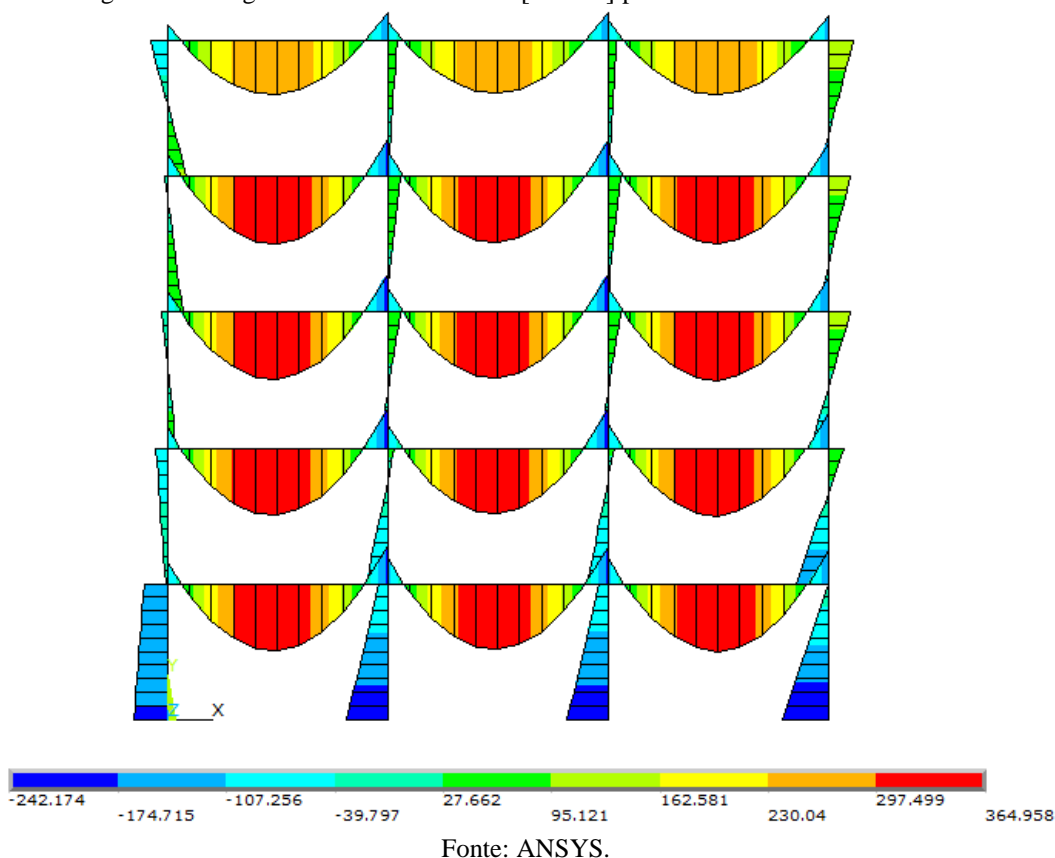 Y
Z X
-242.174 -107.256 27.662 162.581 297.499
-174.715 -39.797 95.121 230.04 364.958
Fonte: ANSYS.